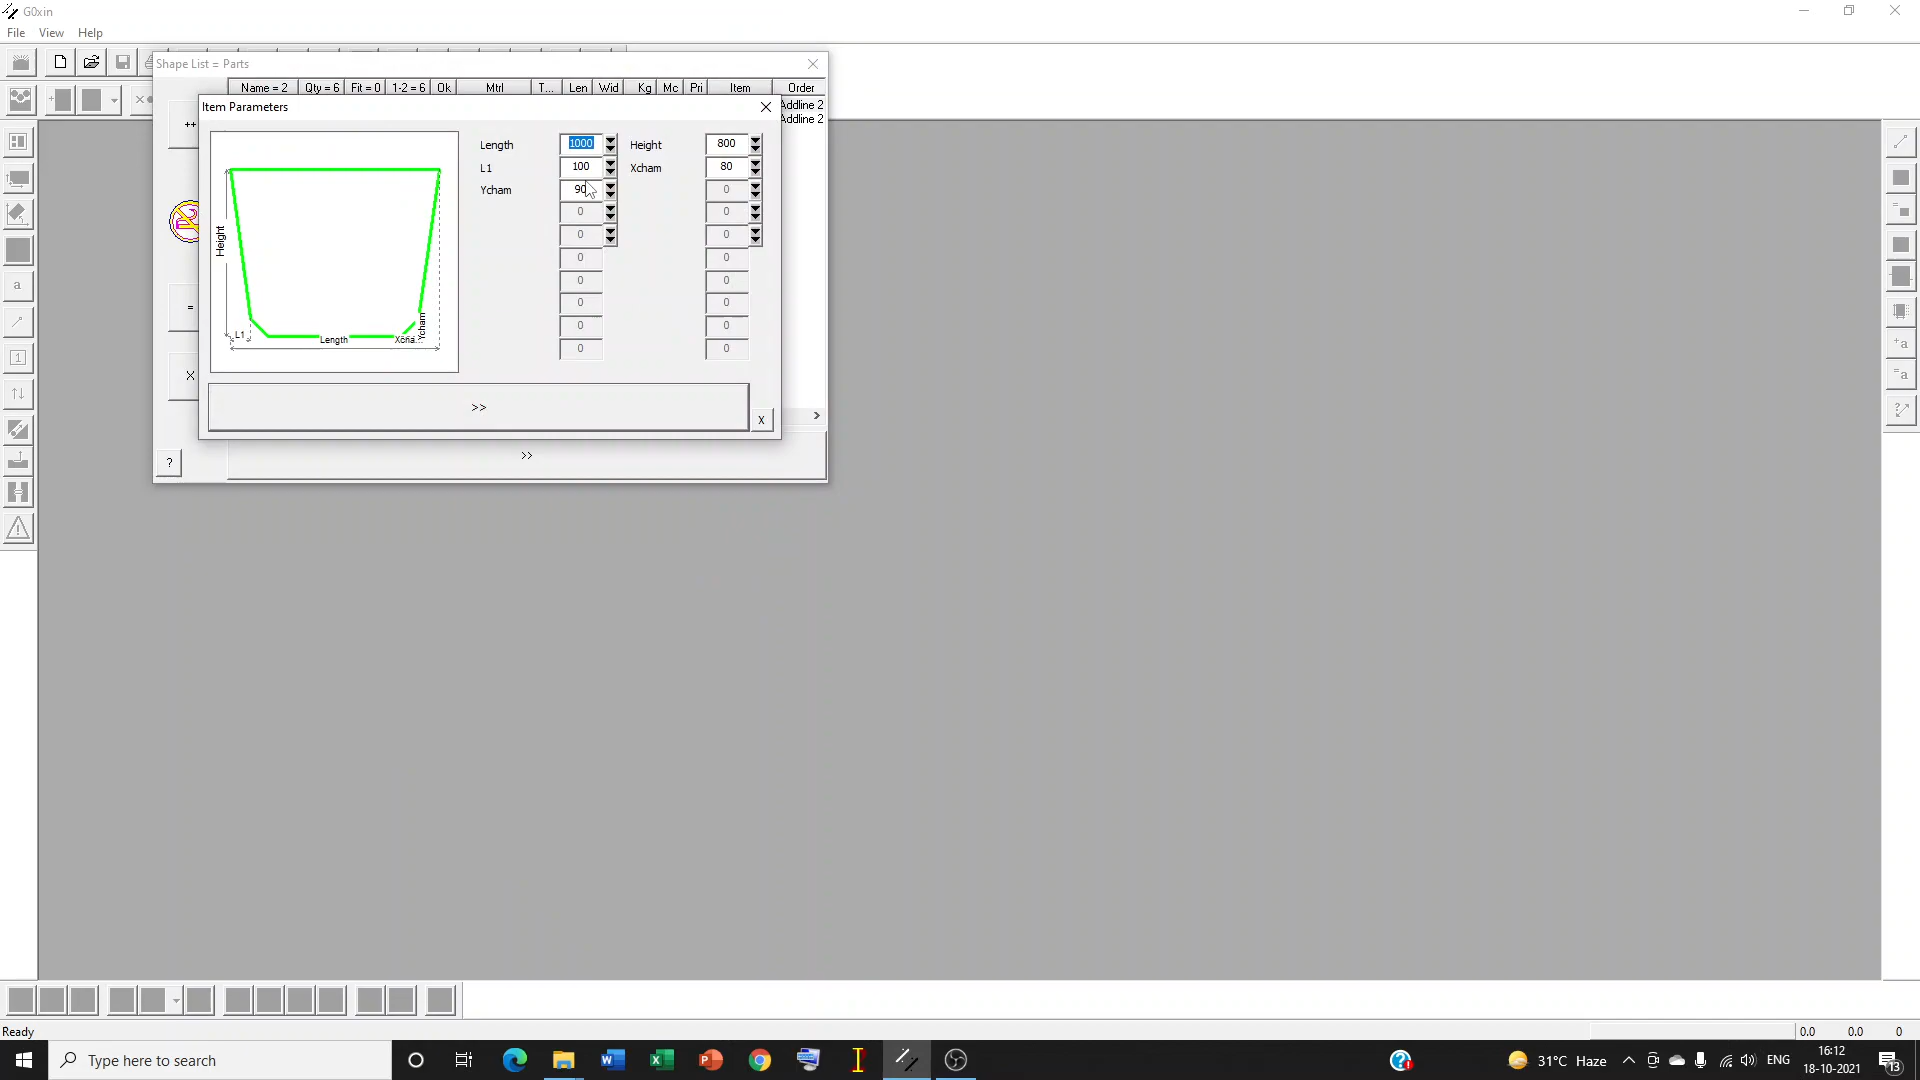 G0xin
File View Help
Shape List = Parts
Name = 2 Qty = 6 Fit = 0 1-2 = 6 Ok Mtrl T... Len Wid Kg Mc Pri Item Order
Addline 2
Addline 2
Item Parameters
++
=
X
?
Length 1000 Height 800
L1 100 Xcham 80
Ycham 90 0
0 0
0 0
0 0
0 0
0 0
0 0
0 0
Height
L1
Length
Ycham
>>
X
>>
a
1
+a
=a
Ready
0.0 0.0 0
Type here to search
31°C Haze
ENG
16:12
18-10-2021
13